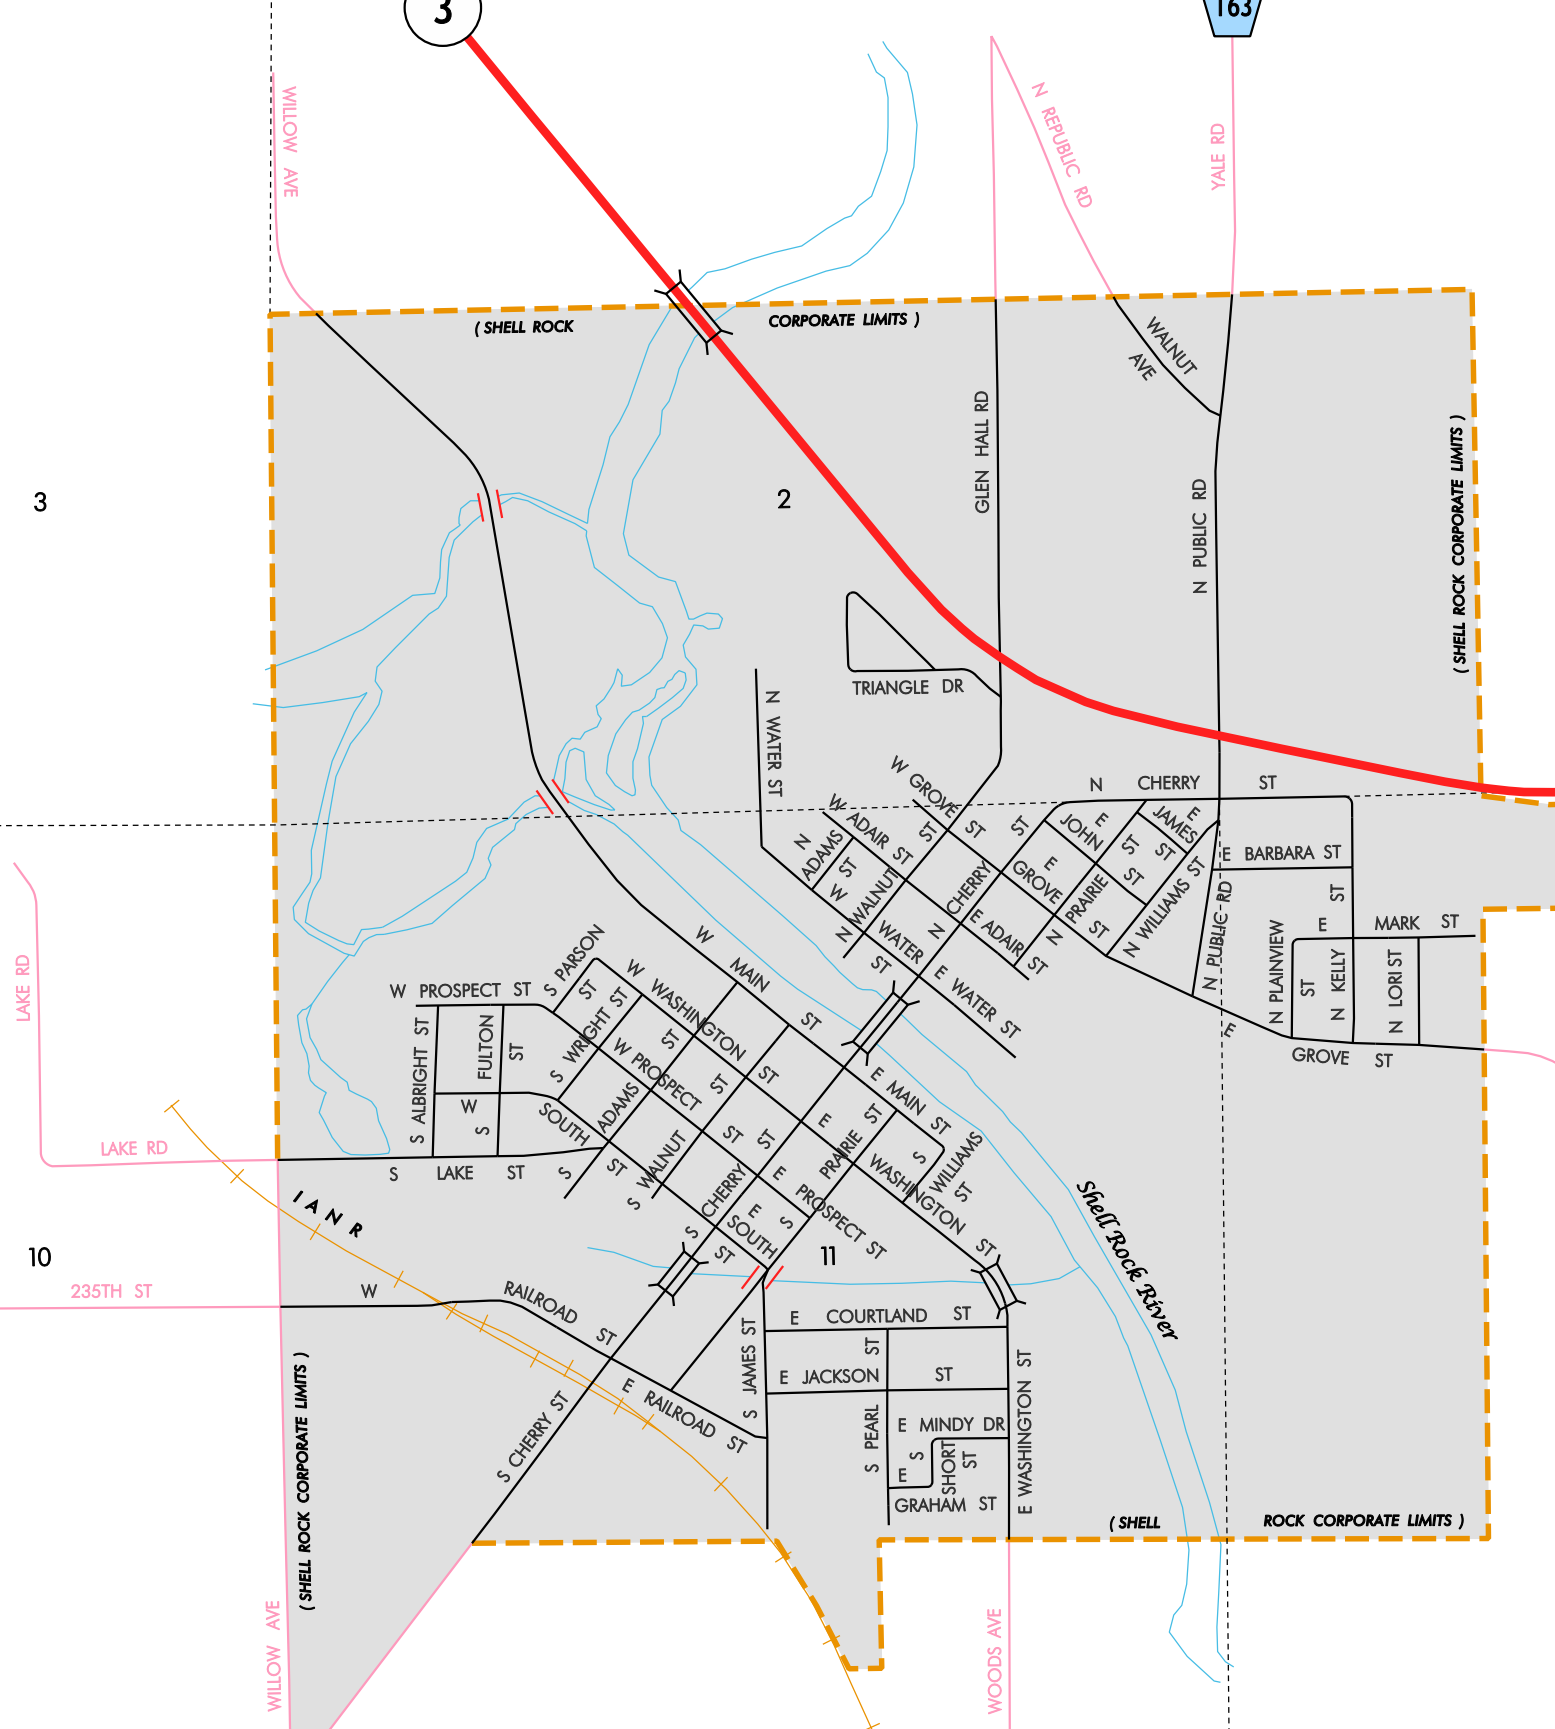 3
163
WILLOW AVE
N REPUBLIC RD
YALE RD
( SHELL ROCK
CORPORATE LIMITS )
WALNUT
AVE
GLEN HALL RD
( SHELL ROCK CORPORATE LIMITS )
3
2
N PUBLIC RD
TRIANGLE DR
N WATER ST
W GROVE ST
N CHERRY ST
W ADAIR ST
N ADAMS ST
E JOHN ST
E JAMES ST
E BARBARA ST
N WALNUT ST
N CHERRY ST
E GROVE ST
N PRAIRIE ST
N WILLIAMS ST
W WATER ST
E ADAIR ST
N PUBLIC RD
E MARK ST
N PLAINVIEW ST
N KELLY ST
N LORI ST
E WATER ST
E GROVE ST
LAKE RD
W MAIN ST
S PARSON ST
W PROSPECT ST
W WASHINGTON ST
S WRIGHT ST
S ALBRIGHT ST
S FULTON ST
W PROSPECT ST
W SOUTH ST
S ADAMS ST
S WALNUT ST
E MAIN ST
S PRAIRIE ST
S WILLIAMS ST
E WASHINGTON ST
S CHERRY ST
E PROSPECT ST
E SOUTH ST
LAKE RD
S LAKE ST
IANR
Shell Rock River
10
11
235TH ST
W RAILROAD ST
E COURTLAND ST
S JAMES ST
E JACKSON ST
S PEARL ST
E RAILROAD ST
S CHERRY ST
E MINDY DR
S SHORT ST
E GRAHAM ST
E WASHINGTON ST
( SHELL ROCK CORPORATE LIMITS )
( SHELL
ROCK CORPORATE LIMITS )
WILLOW AVE
WOODS AVE